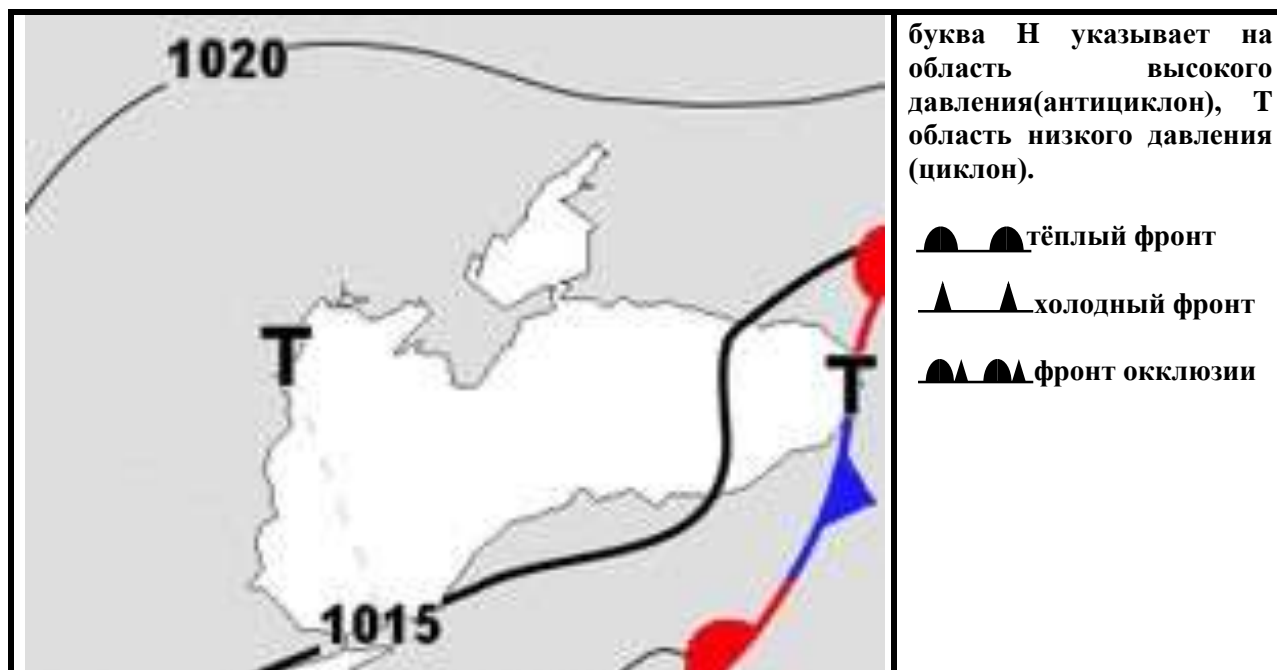 1020
T
T
1015
буква Н указывает на
область высокого
давления(антициклон), Т
область низкого давления
(циклон).
тёплый фронт
холодный фронт
фронт окклюзии